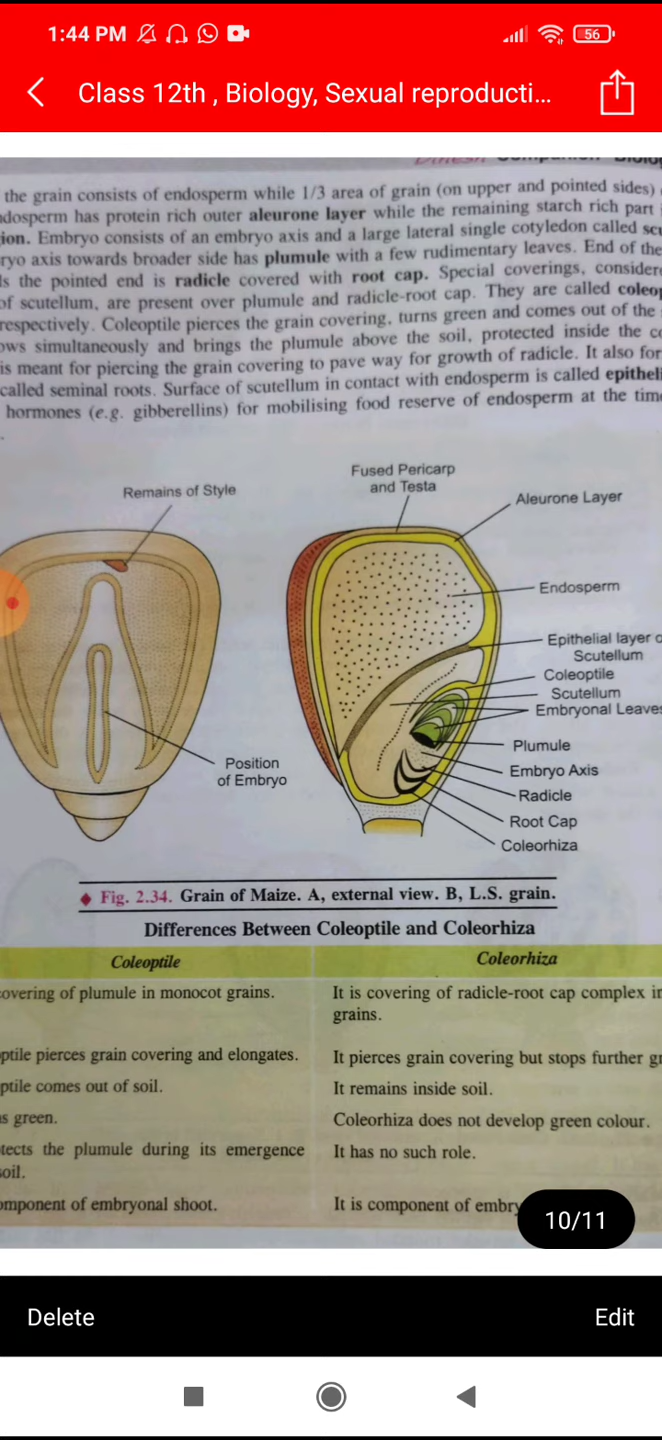 1:44 PM
56
Class 12th , Biology, Sexual reproducti...
Companion
the grain consists of endosperm while 1/3 area of grain (on upper and pointed sides)
dosperm has protein rich outer aleurone layer while the remaining starch rich part
ion. Embryo consists of an embryo axis and a large lateral single cotyledon called scu
ryo axis towards broader side has plumule with a few rudimentary leaves. End of the
ls the pointed end is radicle covered with root cap. Special coverings, considere
of scutellum, are present over plumule and radicle-root cap. They are called coleop
respectively. Coleoptile pierces the grain covering, turns green and comes out of the
ows simultaneously and brings the plumule above the soil, protected inside the co
is meant for piercing the grain covering to pave way for growth of radicle. It also for
called seminal roots. Surface of scutellum in contact with endosperm is called epitheli
hormones (e.g. gibberellins) for mobilising food reserve of endosperm at the time
Remains of Style
Fused Pericarp
and Testa
Aleurone Layer
Endosperm
Epithelial layer o
Scutellum
Coleoptile
Scutellum
Embryonal Leaves
Plumule
Position
of Embryo
Embryo Axis
Radicle
Root Cap
Coleorhiza
◆ Fig. 2.34. Grain of Maize. A, external view. B, L.S. grain.
Differences Between Coleoptile and Coleorhiza
Coleoptile
Coleorhiza
overing of plumule in monocot grains.
It is covering of radicle-root cap complex in
grains.
ptile pierces grain covering and elongates.
It pierces grain covering but stops further gr
ptile comes out of soil.
It remains inside soil.
s green.
Coleorhiza does not develop green colour.
tects the plumule during its emergence
soil.
It has no such role.
omponent of embryonal shoot.
It is component of embry
10/11
Delete
Edit